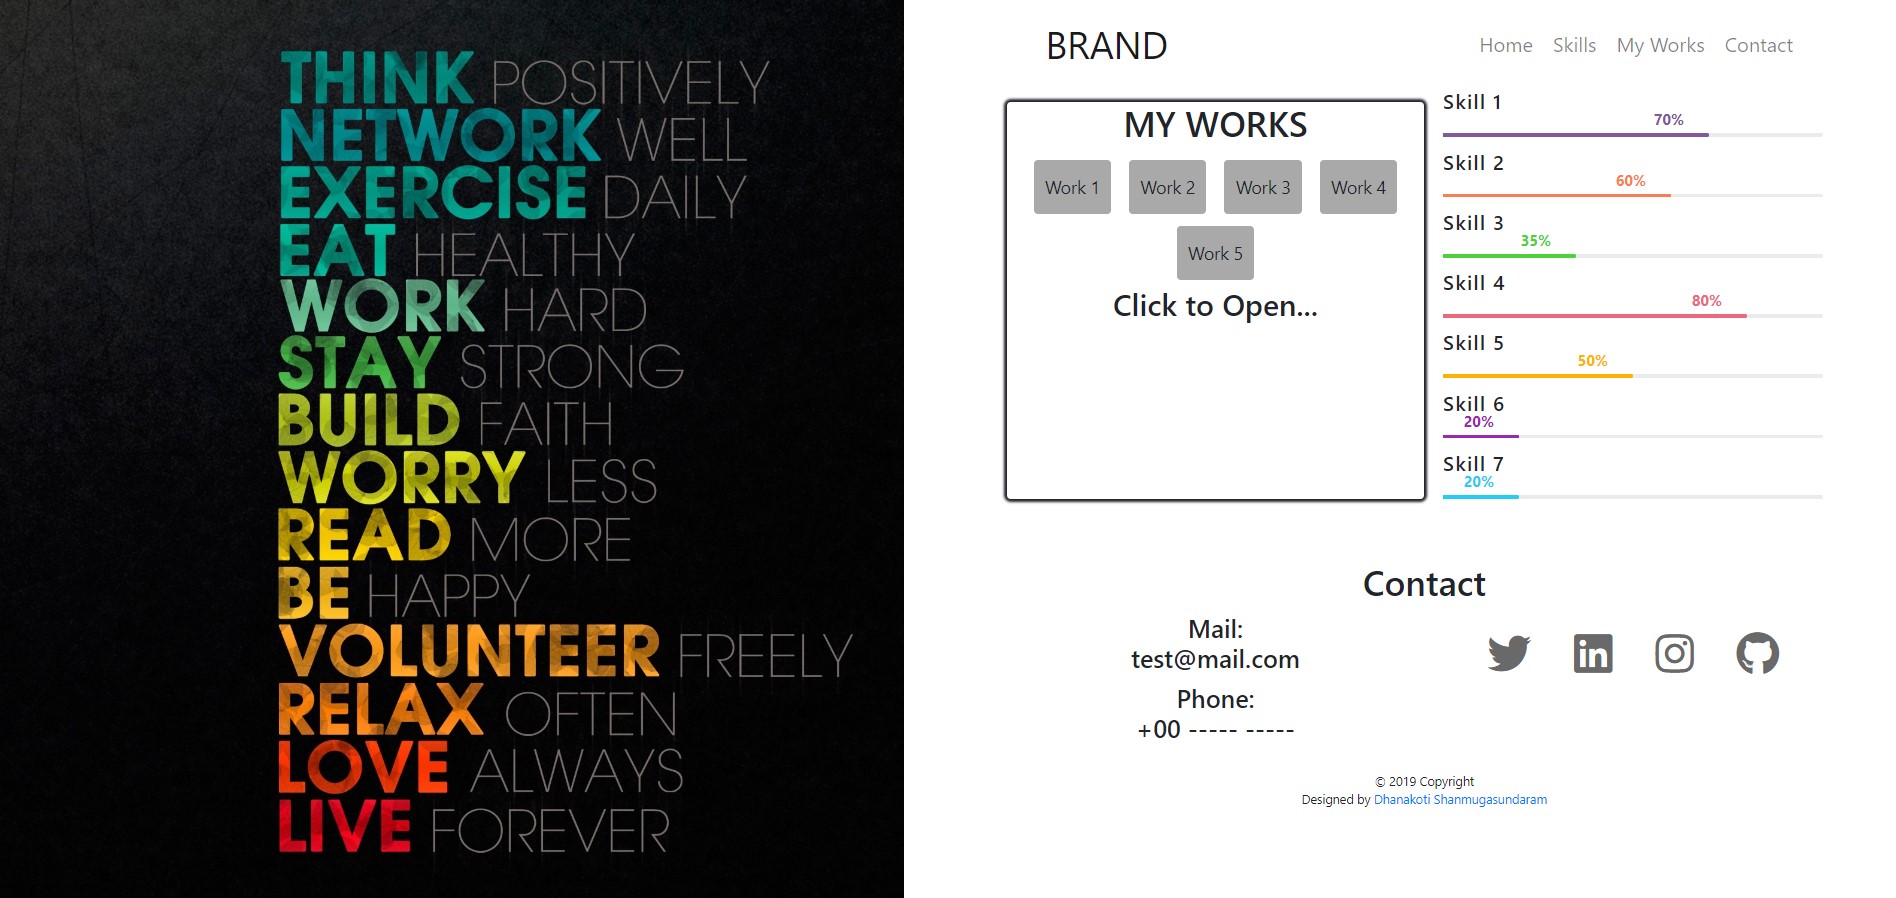 THINK POSITIVELY
NETWORK WELL
EXERCISE DAILY
EAT HEALTHY
WORK HARD
STAY STRONG
BUILD FAITH
WORRY LESS
READ MORE
BE HAPPY
VOLUNTEER FREELY
RELAX OFTEN
LOVE ALWAYS
LIVE FOREVER
BRAND
Home Skills My Works Contact
MY WORKS
Work 1 Work 2 Work 3 Work 4
Work 5
Click to Open...
Skill 1
70%
Skill 2
60%
Skill 3
35%
Skill 4
80%
Skill 5
50%
Skill 6
20%
Skill 7
20%
Contact
Mail:
test@mail.com
Phone:
+00 ----- -----
© 2019 Copyright
Designed by Dhanakoti Shanmugasundaram